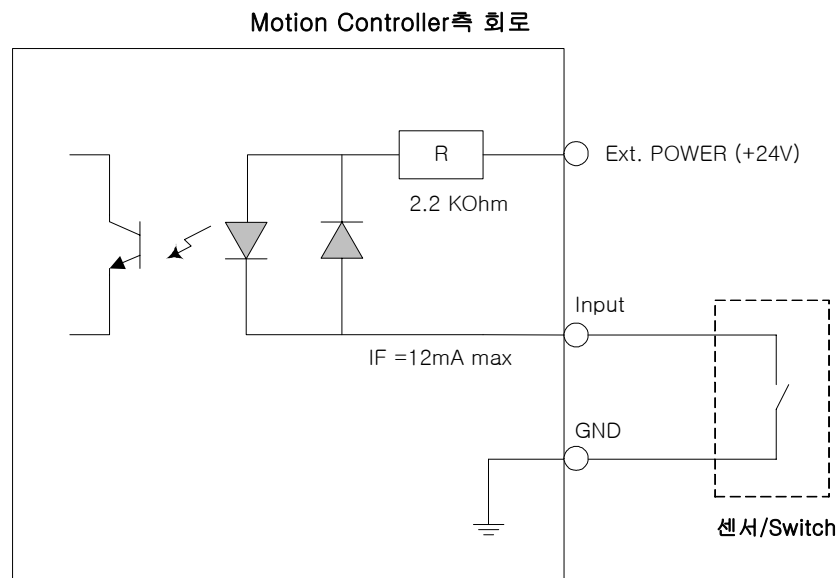 Motion Controller측 회로
R
Ext. POWER (+24V)
2.2 KOhm
Input
IF =12mA max
GND
센서/Switch